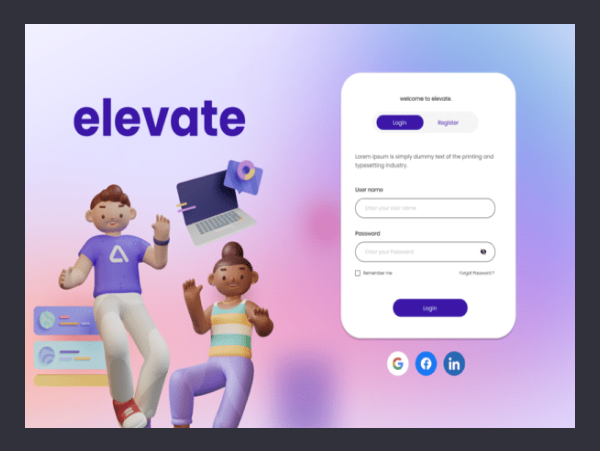 elevate
welcome to elevate.
Login Register
Lorem Ipsum is simply dummy text of the printing and
typesetting industry.
User name
Enter your User name
Password
Enter your Password
Remember me Forgot Password ?
Login
G f in